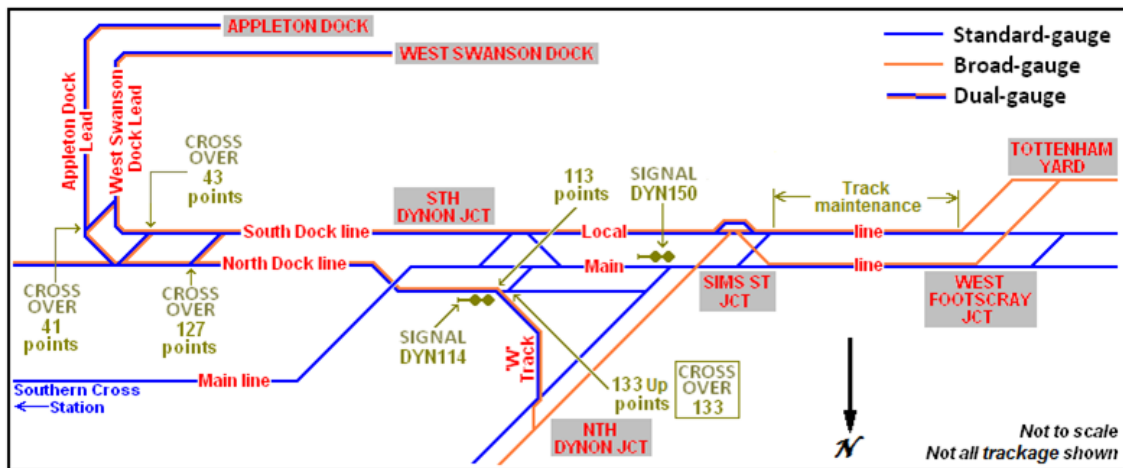 APPLETON DOCK
WEST SWANSON DOCK
Standard-gauge
Broad-gauge
Dual-gauge
Appleton Dock
Lead
West Swanson
Dock Lead
CROSS
OVER
43
points
STH
DYNON JCT
113
points
SIGNAL
DYN150
Track
maintenance
TOTTENHAM
YARD
South Dock line
Local
line
North Dock line
Main
line
CROSS
OVER
41
points
CROSS
OVER
127
points
SIGNAL
DYN114
'W'
Track
SIMS ST
JCT
WEST
FOOTSCRAY
JCT
Main line
Southern Cross
Station
133 Up
points
CROSS
OVER
133
NTH
DYNON JCT
N
Not to scale
Not all trackage shown